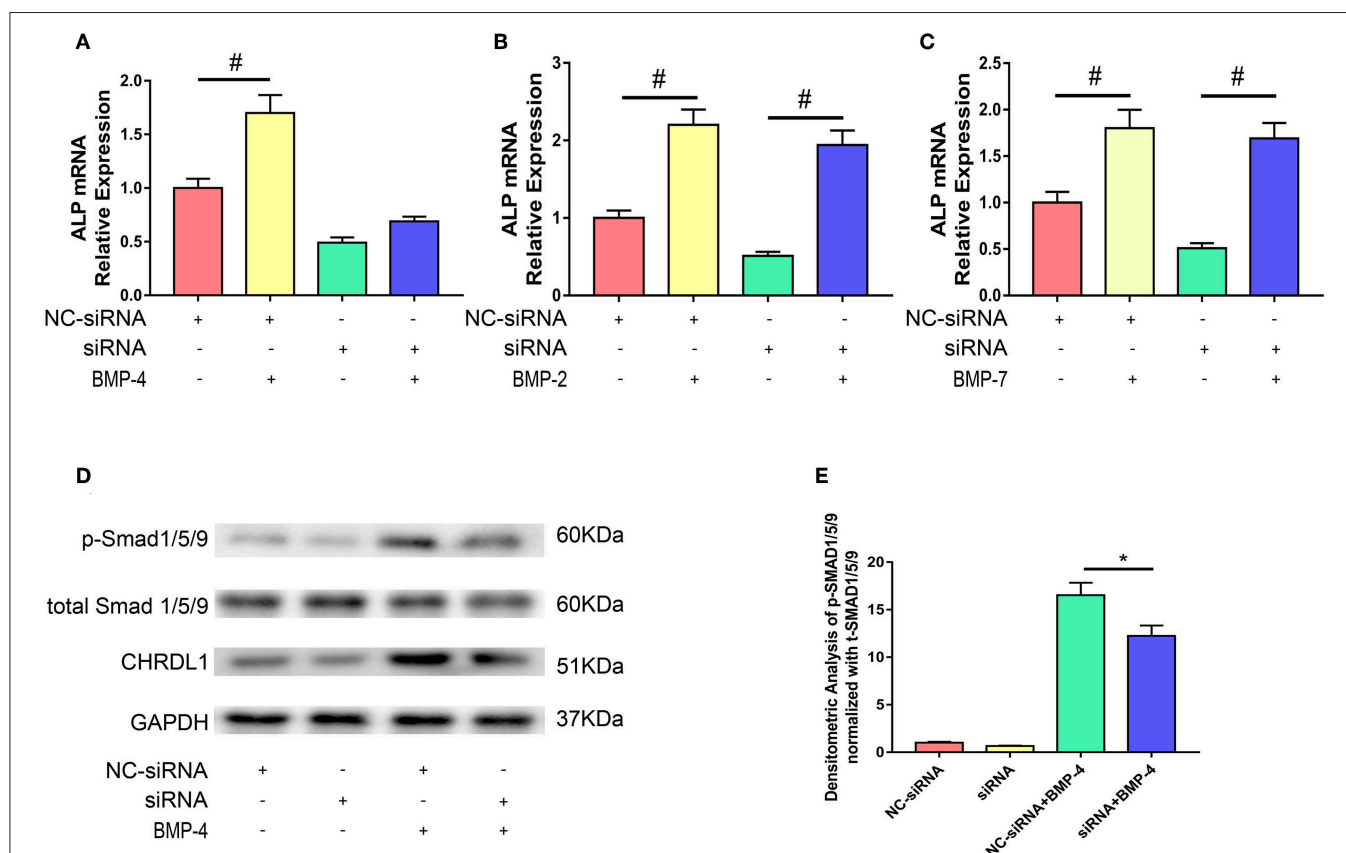 A
ALP mRNA
Relative Expression
2.0
1.5
1.0
0.5
0.0
#
NC-siRNA + + - -
siRNA - - + +
BMP-4 - + - +
B
ALP mRNA
Relative Expression
3
2
1
0
#
#
NC-siRNA + + - -
siRNA - - + +
BMP-2 - + - +
C
ALP mRNA
Relative Expression
2.5
2.0
1.5
1.0
0.5
0.0
#
#
NC-siRNA + + - -
siRNA - - + +
BMP-7 - + - +
D
p-Smad1/5/9 60KDa
total Smad 1/5/9 60KDa
CHRDL1 51KDa
GAPDH 37KDa
NC-siRNA + - + -
siRNA - + - +
BMP-4 - - + +
E
Densitometric Analysis of p-SMAD1/5/9
normalized with t-SMAD1/5/9
20
15
10
5
0
*
NC-siRNA
siRNA
NC-siRNA+BMP-4
siRNA+BMP-4